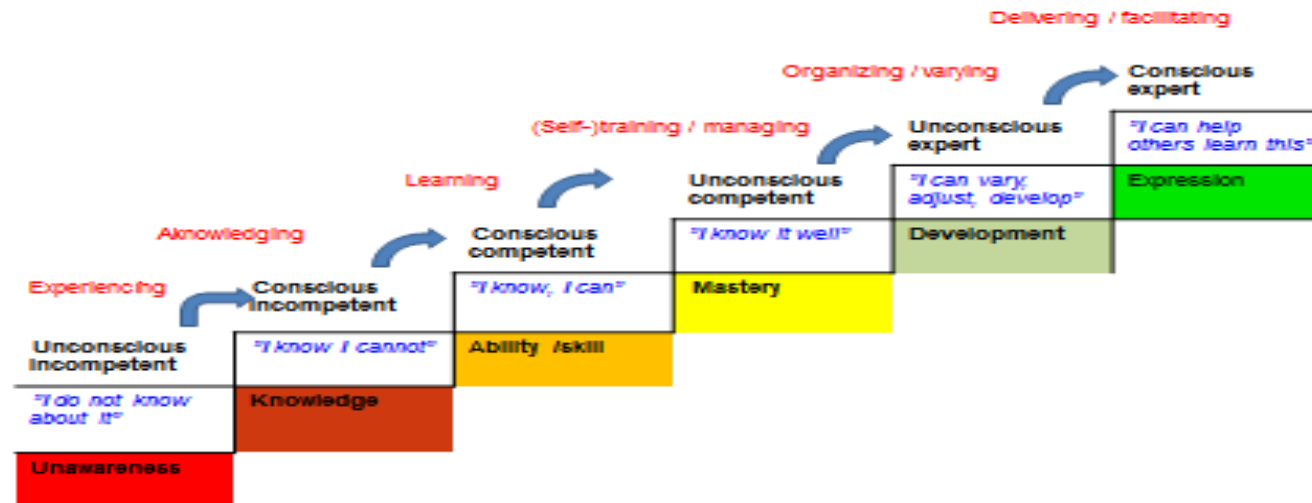 Delivering / facilitating
Organizing / varying
Conscious
expert
(Self-)training / managing
Unconscious
expert
"I can help
others learn this"
Learning
Unconscious
competent
"I can vary,
adjust, develop"
Expression
Aknowledging
Conscious
competent
"I know it well"
Development
Experiencing
Conscious
incompetent
"I know, I can"
Mastery
Unconscious
incompetent
"I know I cannot"
Ability /skill
"I do not know
about it"
Knowledge
Unawareness